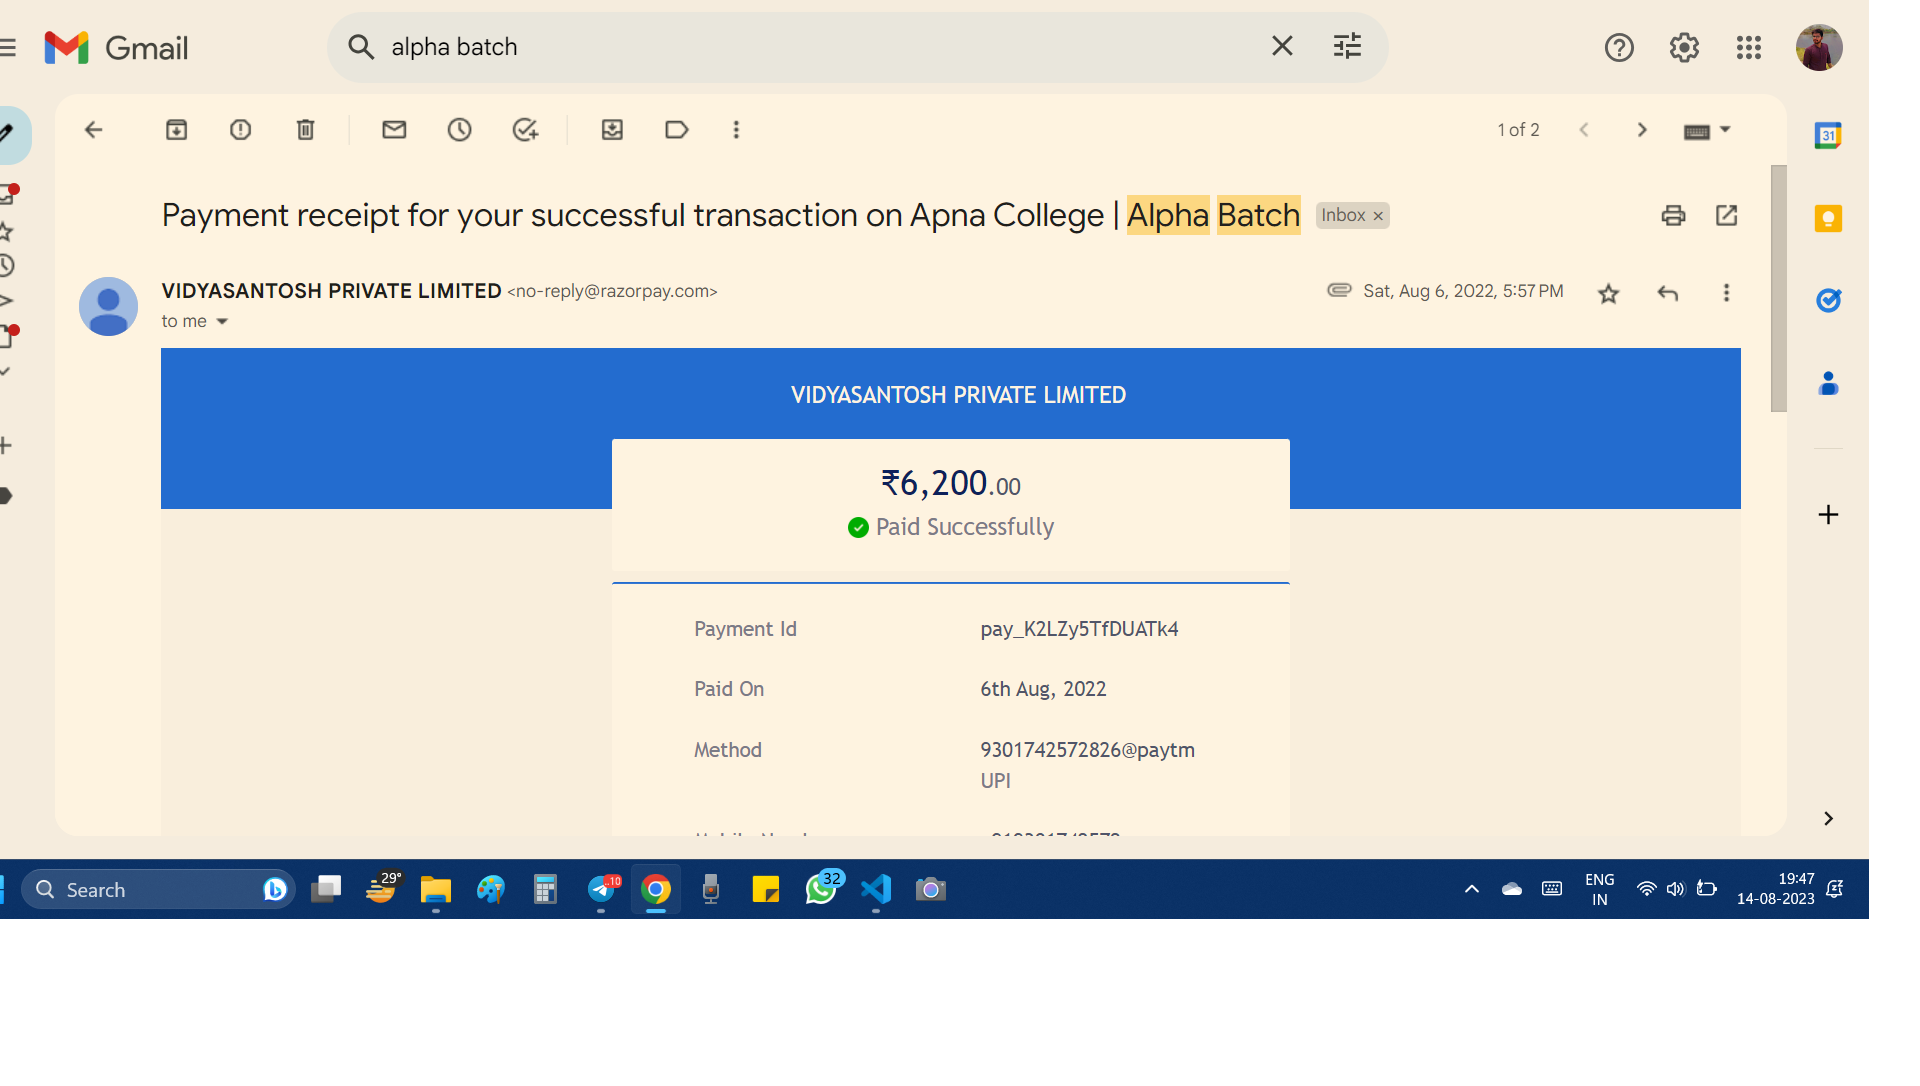 Gmail
alpha batch
1 of 2
Payment receipt for your successful transaction on Apna College | Alpha Batch
Inbox ×
VIDYASANTOSH PRIVATE LIMITED <no-reply@razorpay.com>
Sat, Aug 6, 2022, 5:57 PM
to me
31
VIDYASANTOSH PRIVATE LIMITED
₹6,200.00
Paid Successfully
Payment Id
pay_K2LZy5TfDUATk4
Paid On
6th Aug, 2022
Method
9301742572826@paytm
UPI
Search
29°
..10
32
ENG
IN
19:47
14-08-2023